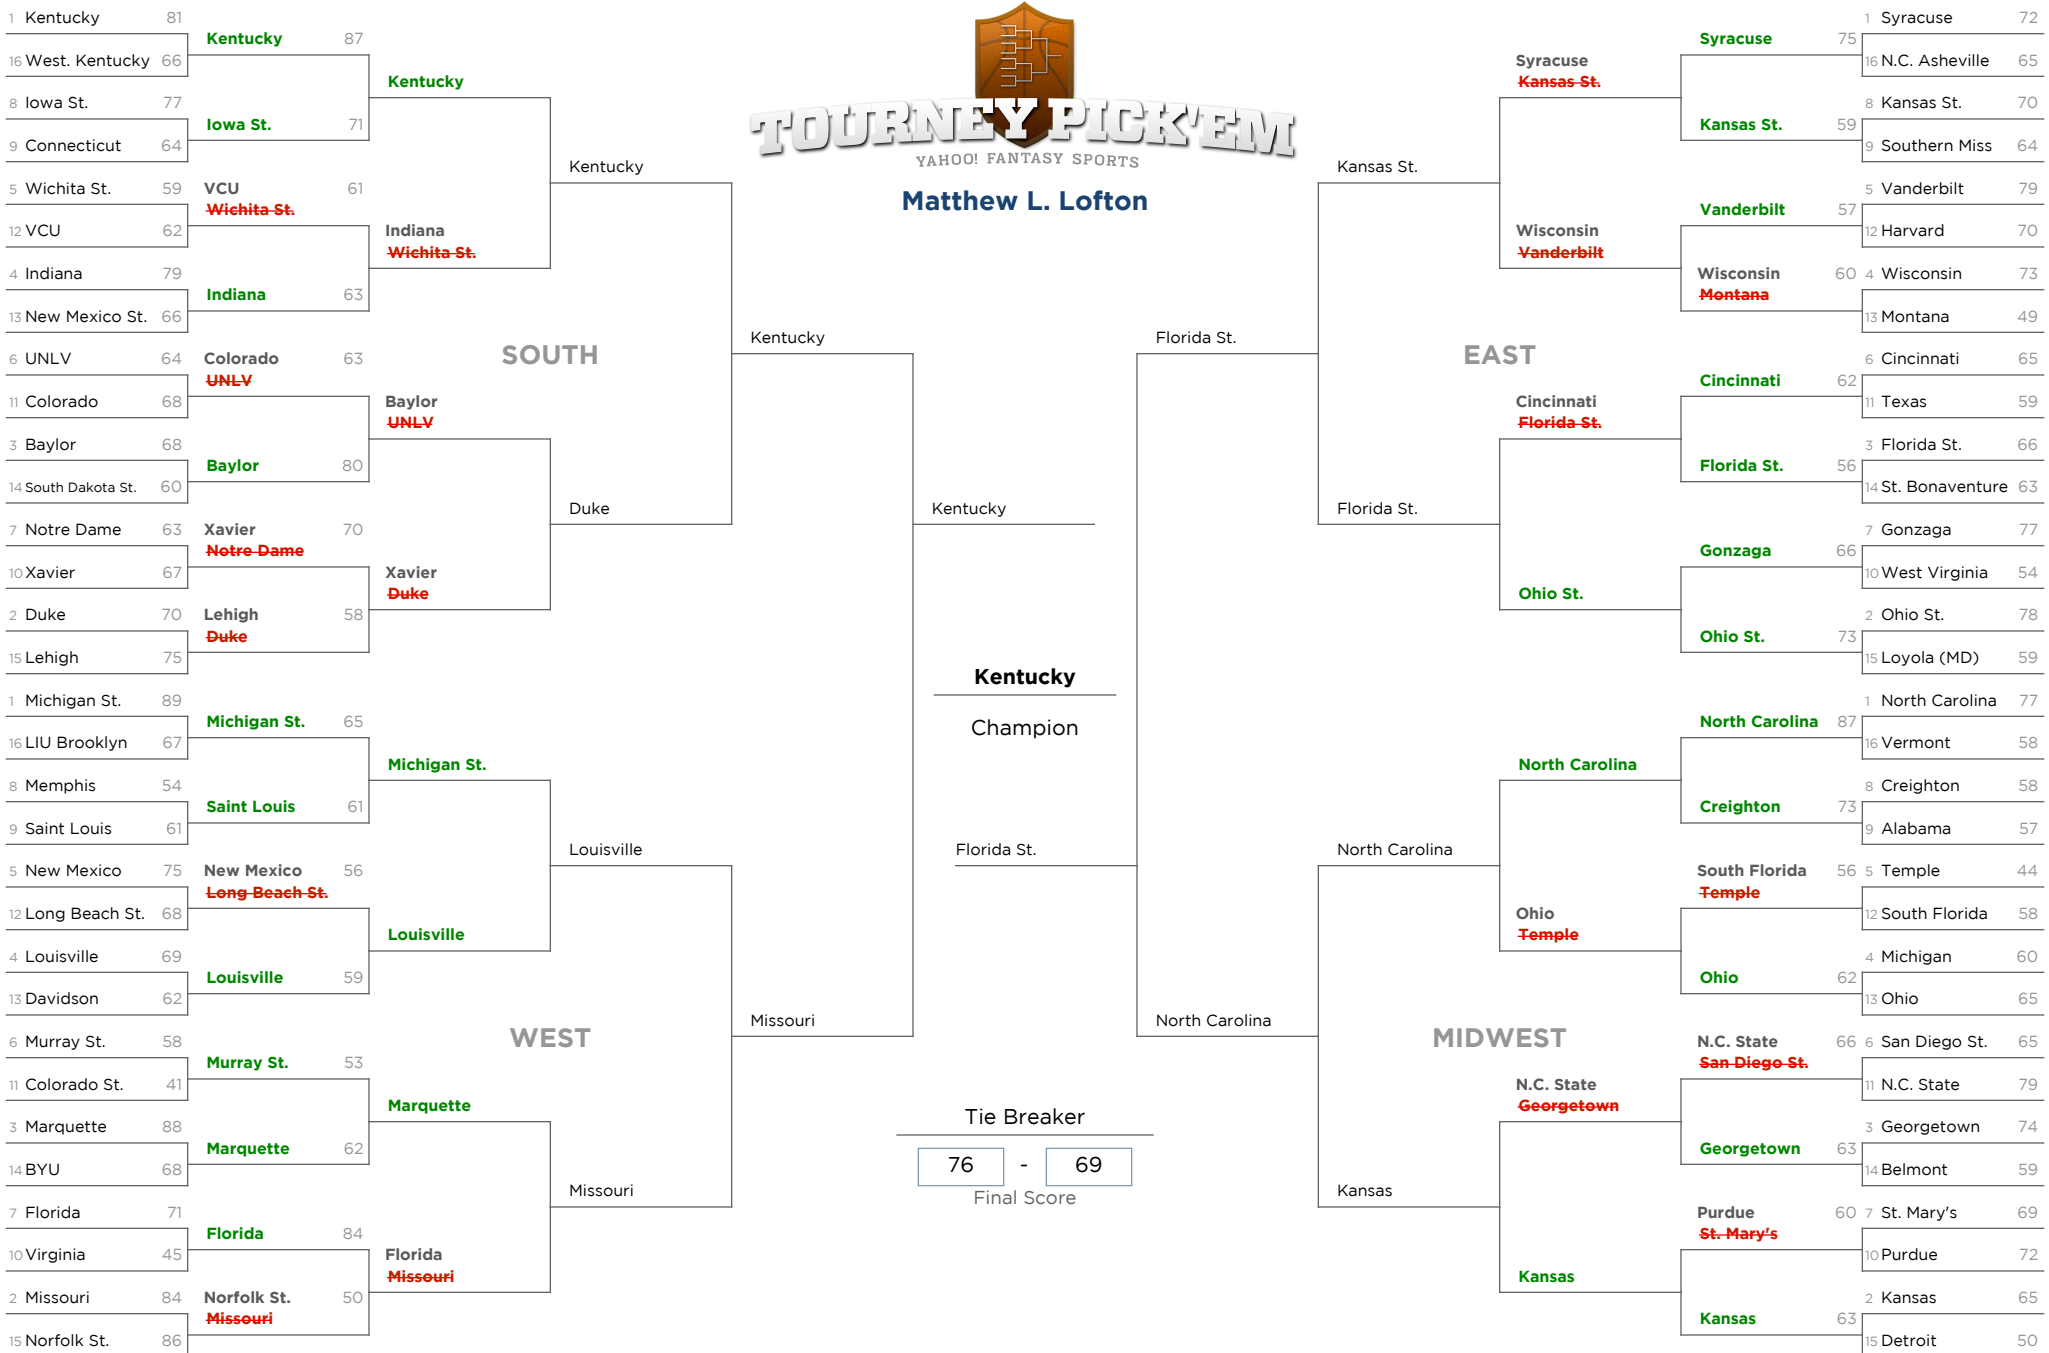 TOURNEY PICK'EM
YAHOO! FANTASY SPORTS
Matthew L. Lofton
SOUTH
1 Kentucky 81
16 West. Kentucky 66
8 Iowa St. 77
9 Connecticut 64
5 Wichita St. 59
12 VCU 62
4 Indiana 79
13 New Mexico St. 66
6 UNLV 64
11 Colorado 68
3 Baylor 68
14 South Dakota St. 60
7 Notre Dame 63
10 Xavier 67
2 Duke 70
15 Lehigh 75
Kentucky 87
Iowa St. 71
VCU 61
Wichita St.
Indiana 63
Colorado 63
UNLV
Baylor 80
Xavier 70
Notre Dame
Lehigh 58
Duke
Kentucky
Indiana
Wichita St.
Baylor
UNLV
Xavier
Duke
Kentucky
Duke
Kentucky
WEST
1 Michigan St. 89
16 LIU Brooklyn 67
8 Memphis 54
9 Saint Louis 61
5 New Mexico 75
12 Long Beach St. 68
4 Louisville 69
13 Davidson 62
6 Murray St. 58
11 Colorado St. 41
3 Marquette 88
14 BYU 68
7 Florida 71
10 Virginia 45
2 Missouri 84
15 Norfolk St. 86
Michigan St. 65
Saint Louis 61
New Mexico 56
Long Beach St.
Louisville 59
Murray St. 53
Marquette 62
Florida 84
Norfolk St. 50
Missouri
Michigan St.
Louisville
Marquette
Florida
Missouri
Louisville
Missouri
Missouri
Kentucky
Kentucky
Champion
Florida St.
Tie Breaker
76 - 69
Final Score
EAST
Florida St.
Kansas St.
Florida St.
Syracuse
Kansas St.
Wisconsin
Vanderbilt
Cincinnati
Florida St.
Ohio St.
Syracuse 75
Kansas St. 59
Vanderbilt 57
Wisconsin 60
Montana
Cincinnati 62
Florida St. 56
Gonzaga 66
Ohio St. 73
1 Syracuse 72
16 N.C. Asheville 65
8 Kansas St. 70
9 Southern Miss 64
5 Vanderbilt 79
12 Harvard 70
4 Wisconsin 73
13 Montana 49
6 Cincinnati 65
11 Texas 59
3 Florida St. 66
14 St. Bonaventure 63
7 Gonzaga 77
10 West Virginia 54
2 Ohio St. 78
15 Loyola (MD) 59
MIDWEST
North Carolina
North Carolina
Kansas
North Carolina
Ohio
Temple
N.C. State
Georgetown
Kansas
North Carolina 87
Creighton 73
South Florida 56
Temple
Ohio 62
N.C. State 66
San Diego St.
Georgetown 63
Purdue 60
St. Mary's
Kansas 63
1 North Carolina 77
16 Vermont 58
8 Creighton 58
9 Alabama 57
5 Temple 44
12 South Florida 58
4 Michigan 60
13 Ohio 65
6 San Diego St. 65
11 N.C. State 79
3 Georgetown 74
14 Belmont 59
7 St. Mary's 69
10 Purdue 72
2 Kansas 65
15 Detroit 50